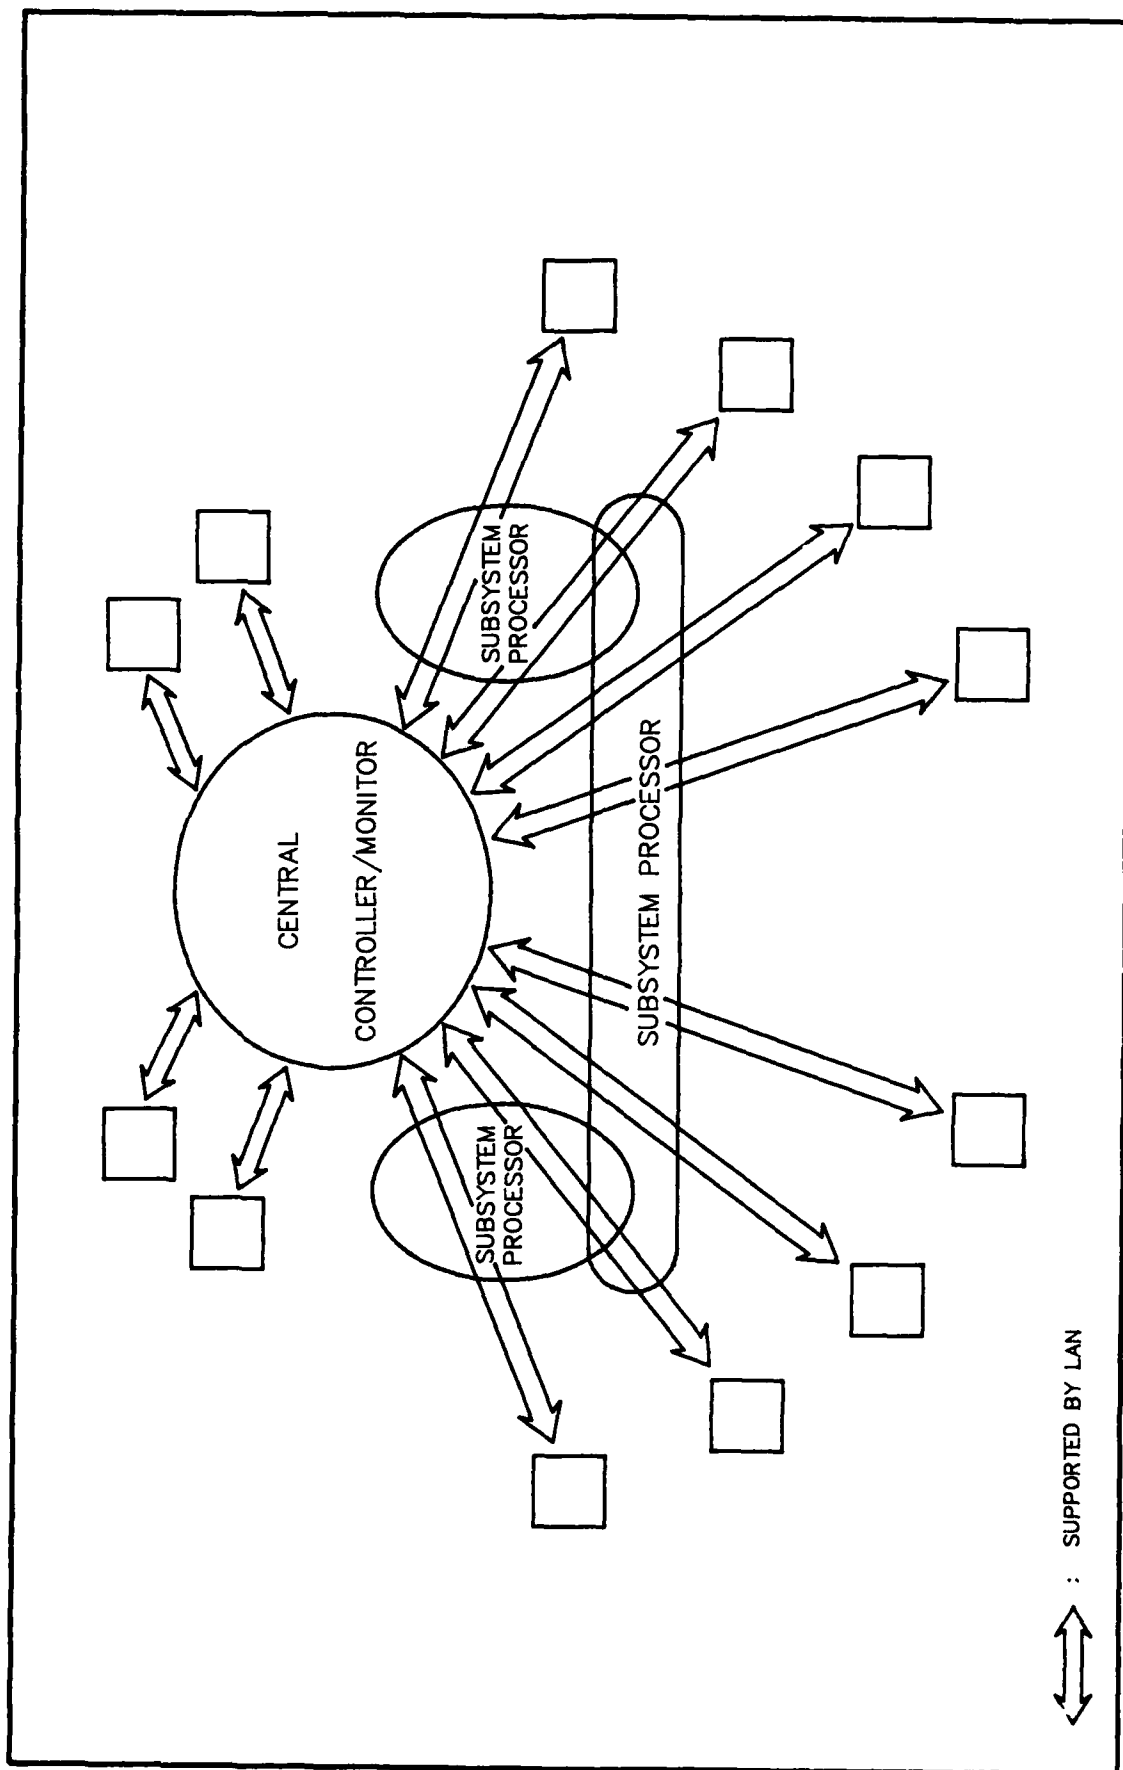 CENTRAL
CONTROLLER/MONITOR
SUBSYSTEM
PROCESSOR
SUBSYSTEM
PROCESSOR
SUBSYSTEM PROCESSOR
: SUPPORTED BY LAN